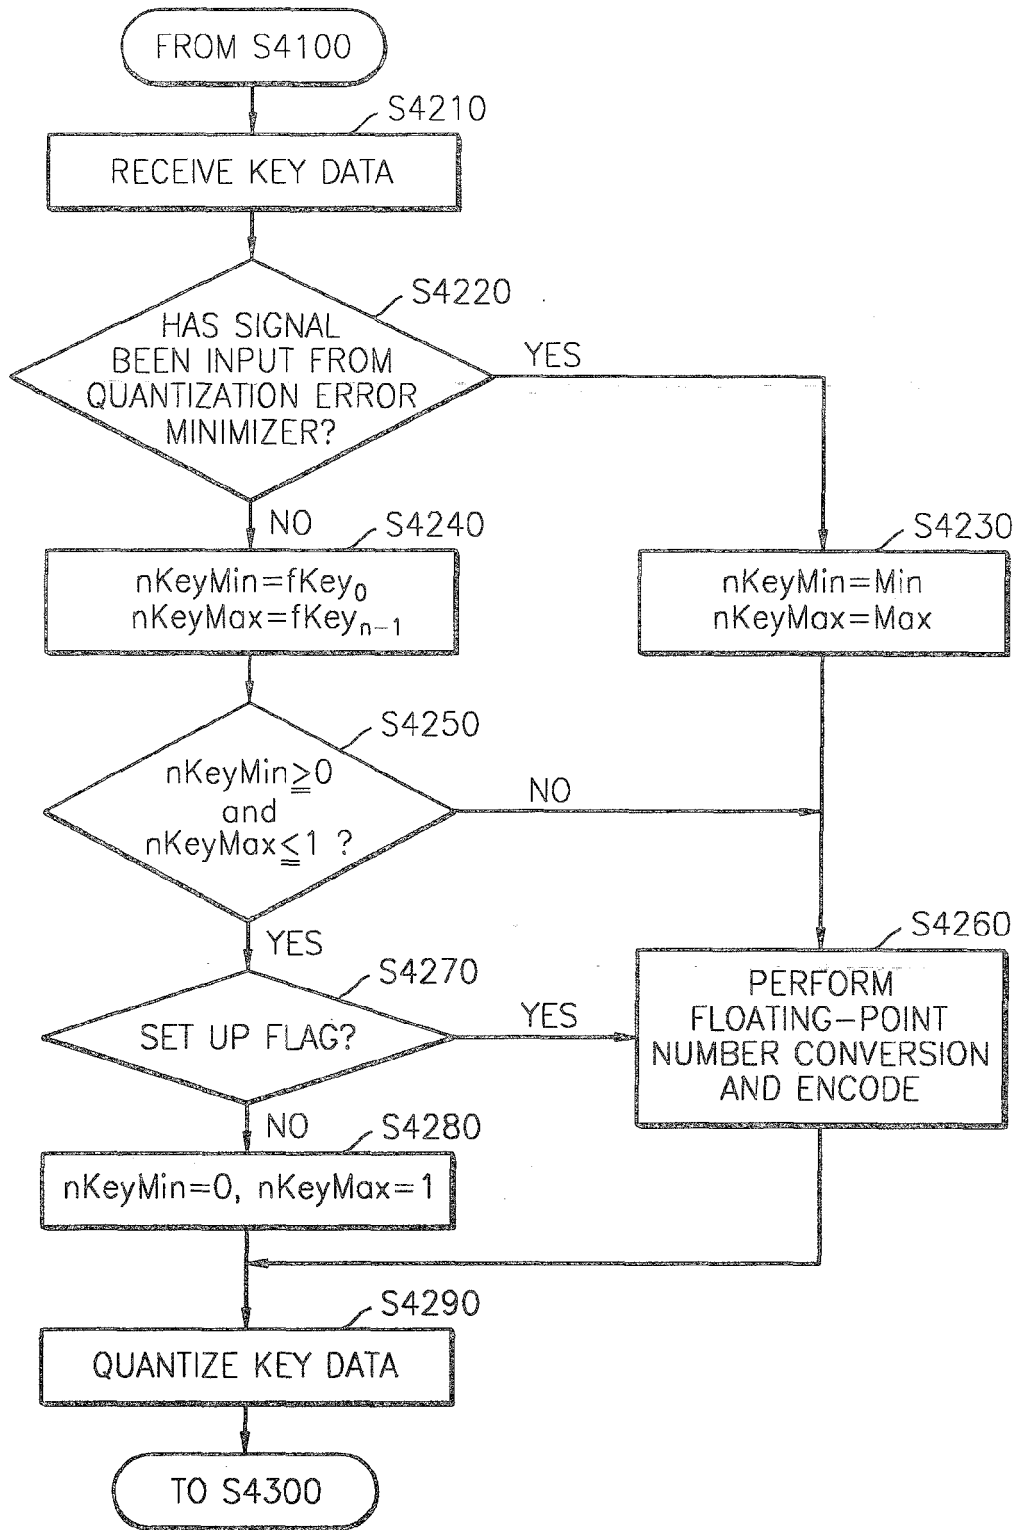 FROM S4100
S4210
RECEIVE KEY DATA
S4220
HAS SIGNAL
BEEN INPUT FROM
QUANTIZATION ERROR
MINIMIZER?
YES
NO
S4240
nKeyMin=fKey₀
nKeyMax=fKeyₙ₋₁
S4230
nKeyMin=Min
nKeyMax=Max
S4250
nKeyMin≧0
and
nKeyMax≦1 ?
NO
YES
S4260
PERFORM
FLOATING-POINT
NUMBER CONVERSION
AND ENCODE
S4270
SET UP FLAG?
YES
NO
S4280
nKeyMin=0, nKeyMax=1
S4290
QUANTIZE KEY DATA
TO S4300